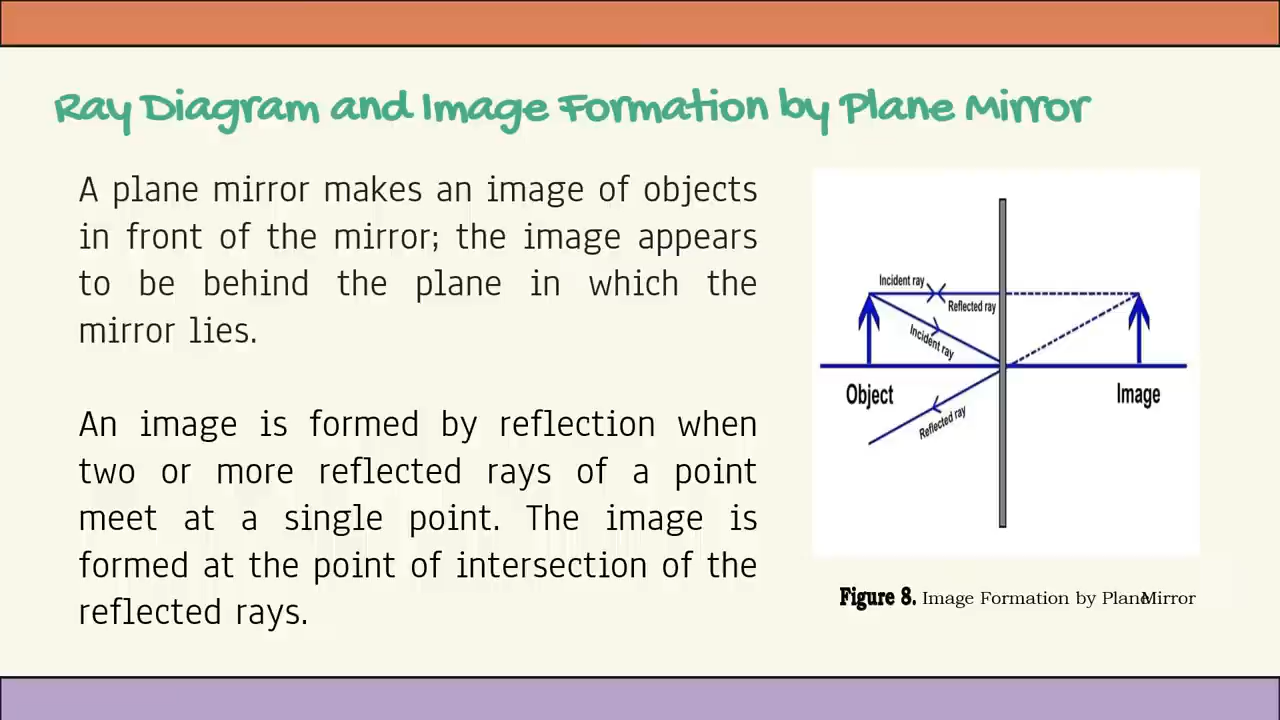 Ray Diagram and Image Formation by Plane Mirror
A plane mirror makes an image of objects
in front of the mirror; the image appears
to be behind the plane in which the
mirror lies.
An image is formed by reflection when
two or more reflected rays of a point
meet at a single point. The image is
formed at the point of intersection of the
reflected rays.
Incident ray
Reflected ray
Incident ray
Object
Image
Reflected ray
Figure 8. Image Formation by Plane Mirror